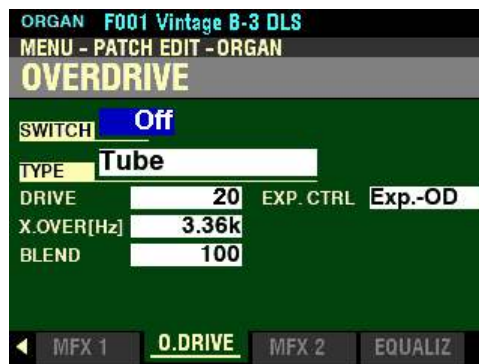 ORGAN F001 Vintage B-3 DLS
MENU - PATCH EDIT - ORGAN
OVERDRIVE
SWITCH Off
TYPE Tube
DRIVE 20 EXP. CTRL Exp.-OD
X.OVER[Hz] 3.36k
BLEND 100
MFX 1 O.DRIVE MFX 2 EQUALIZ